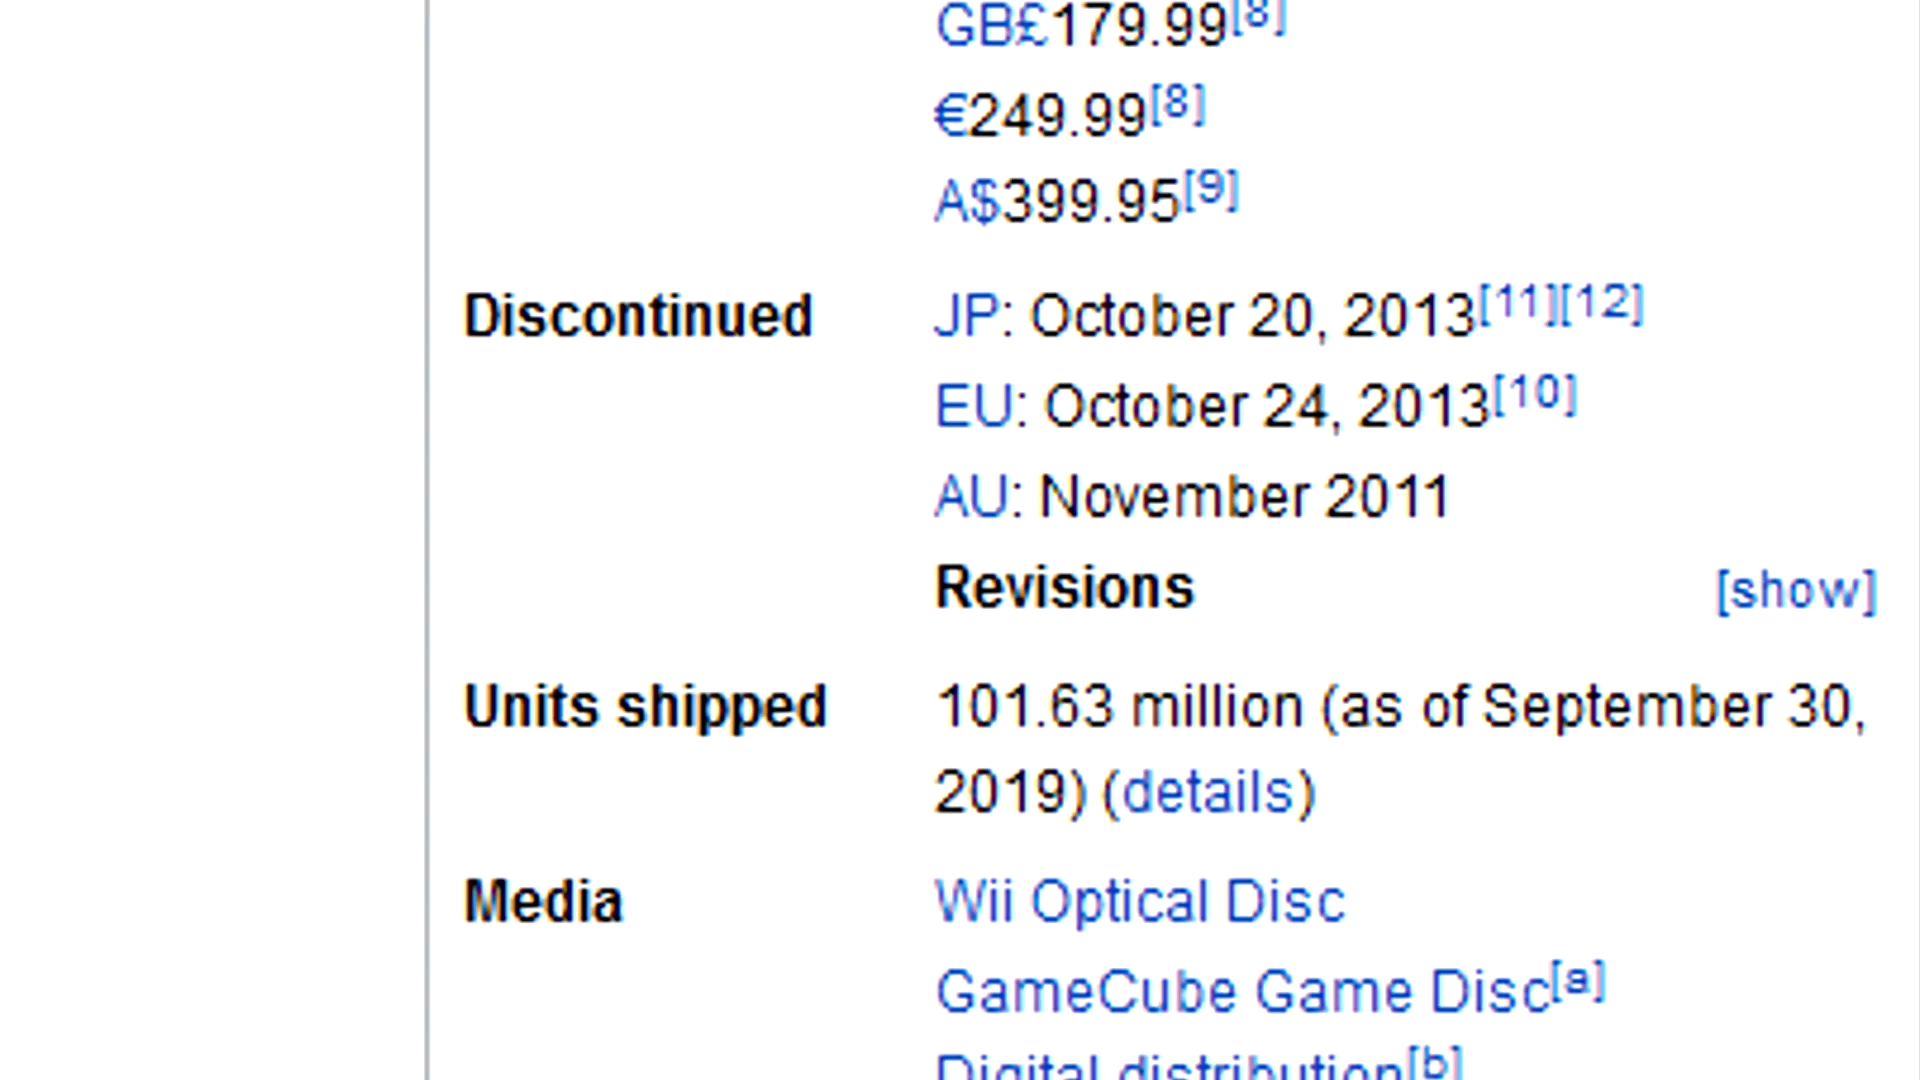 GB£179.99[8]
€249.99[8]
A$399.95[9]
Discontinued JP: October 20, 2013[11][12]
EU: October 24, 2013[10]
AU: November 2011
Revisions [show]
Units shipped 101.63 million (as of September 30,
2019) (details)
Media Wii Optical Disc
GameCube Game Disc[a]
Digital distribution[b]